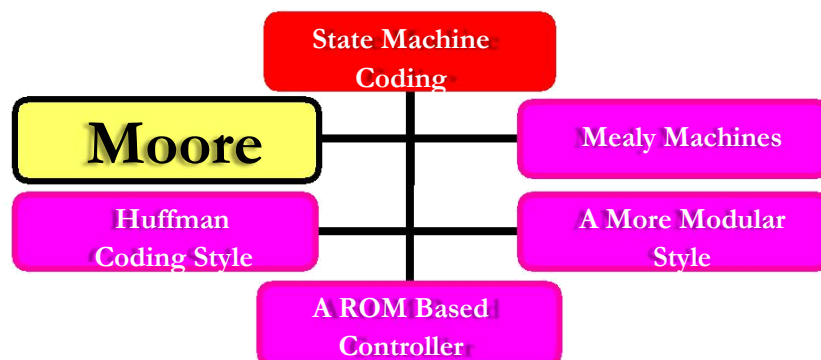 State Machine
Coding
Moore
Mealy Machines
Huffman
Coding Style
A More Modular
Style
A ROM Based
Controller